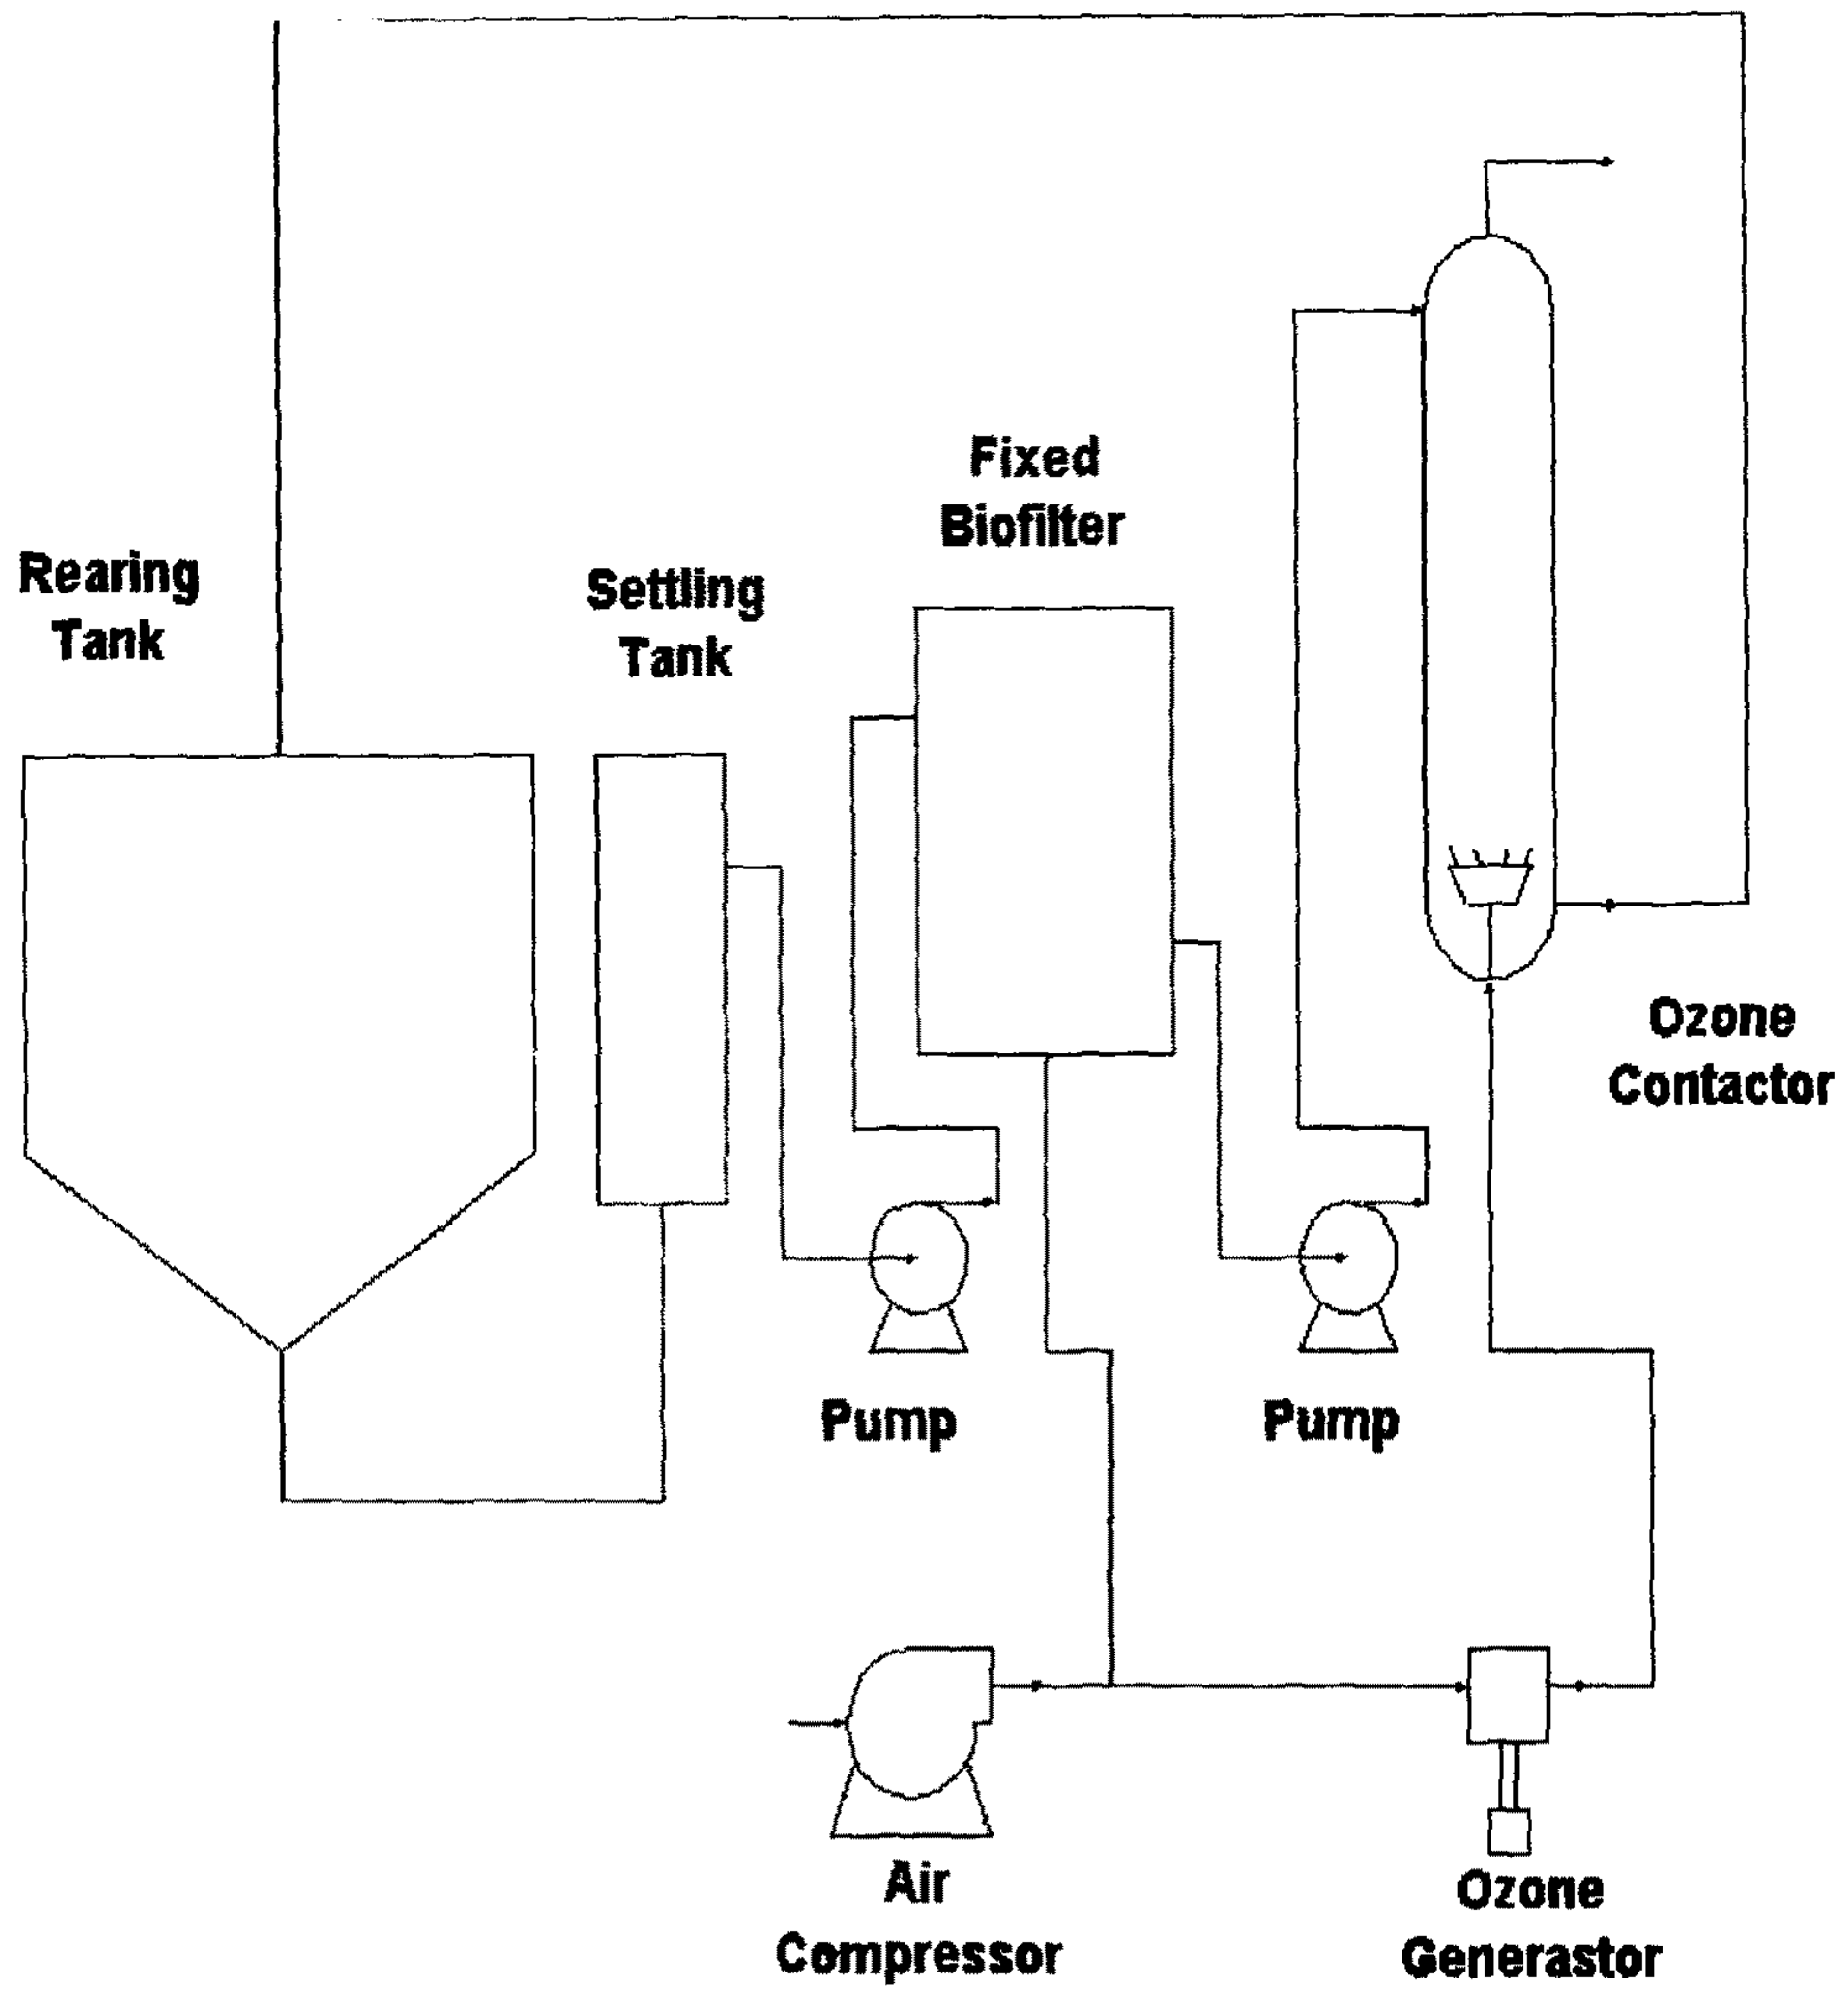 Fixed
Biofilter
Rearing
Tank
Settling
Tank
Ozone
Contactor
Pump
Pump
Air
Compressor
Ozone
Generastor